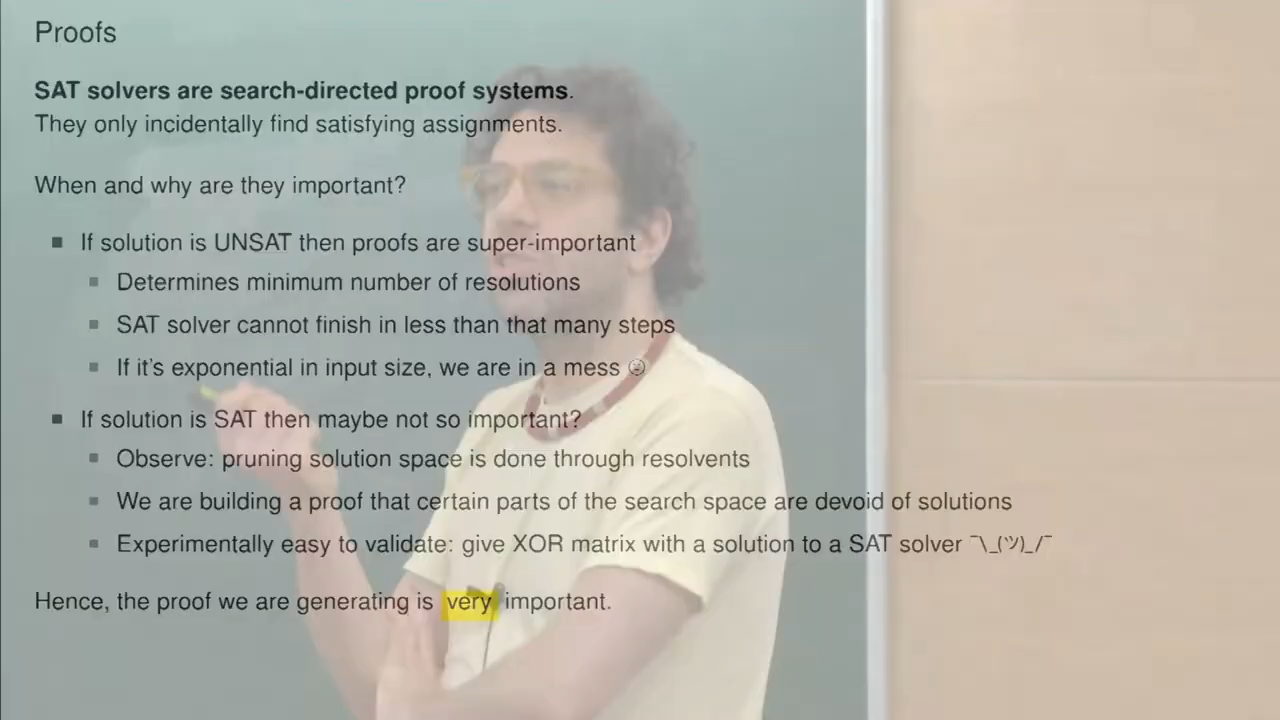 Proofs
SAT solvers are search-directed proof systems.
They only incidentally find satisfying assignments.
When and why are they important?
If solution is UNSAT then proofs are super-important
Determines minimum number of resolutions
SAT solver cannot finish in less than that many steps
If it's exponential in input size, we are in a mess ☹
If solution is SAT then maybe not so important?
Observe: pruning solution space is done through resolvents
We are building a proof that certain parts of the search space are devoid of solutions
Experimentally easy to validate: give XOR matrix with a solution to a SAT solver ¯\_(ツ)_/¯
Hence, the proof we are generating is very important.